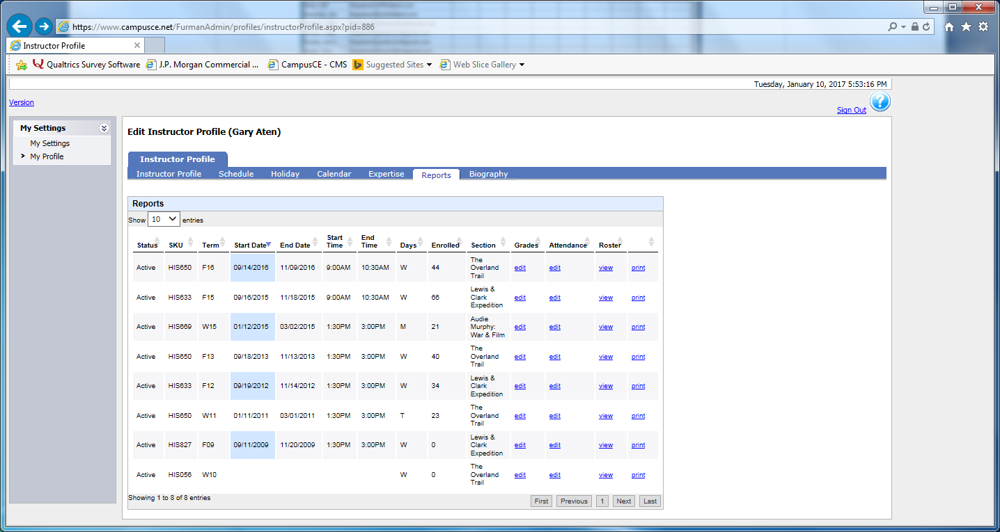 https://www.campusce.net/FurmanAdmin/profiles/instructorProfile.aspx?pid=886
Instructor Profile
Qualtrics Survey Software J.P. Morgan Commercial ... CampusCE - CMS Suggested Sites Web Slice Gallery
Tuesday, January 10, 2017 5:53:16 PM
Version
Sign Out
My Settings
My Settings
My Profile
Edit Instructor Profile (Gary Aten)
Instructor Profile
Instructor Profile Schedule Holiday Calendar Expertise Reports Biography
Reports
Show 10 entries
Status SKU Term Start Date End Date Start Time End Time Days Enrolled Section Grades Attendance Roster
Active HIS650 F16 09/14/2016 11/09/2016 9:00AM 10:30AM W 44 The Overland Trail edit edit view print
Active HIS633 F15 09/16/2015 11/18/2015 9:00AM 10:30AM W 66 Lewis & Clark Expedition edit edit view print
Active HIS669 W15 01/12/2015 03/02/2015 1:30PM 3:00PM M 21 Audie Murphy: War & Film edit edit view print
Active HIS650 F13 09/18/2013 11/13/2013 1:30PM 3:00PM W 40 The Overland Trail edit edit view print
Active HIS633 F12 09/19/2012 11/14/2012 1:30PM 3:00PM W 34 Lewis & Clark Expedition edit edit view print
Active HIS650 W11 01/11/2011 03/01/2011 1:30PM 3:00PM T 23 The Overland Trail edit edit view print
Active HIS827 F09 09/11/2009 11/20/2009 1:30PM 3:00PM W 0 Lewis & Clark Expedition edit edit view print
Active HIS056 W10 W 0 The Overland Trail edit edit view print
Showing 1 to 8 of 8 entries
First Previous 1 Next Last